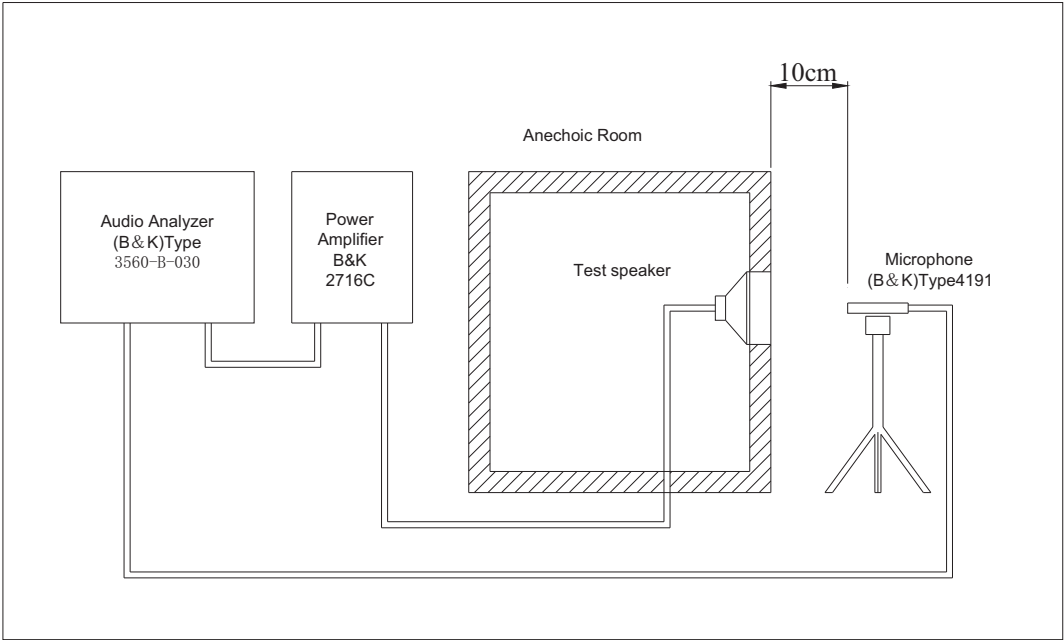 10cm
Anechoic Room
Audio Analyzer
(B&K)Type
3560-B-030
Power
Amplifier
B&K
2716C
Test speaker
Microphone
(B&K)Type4191